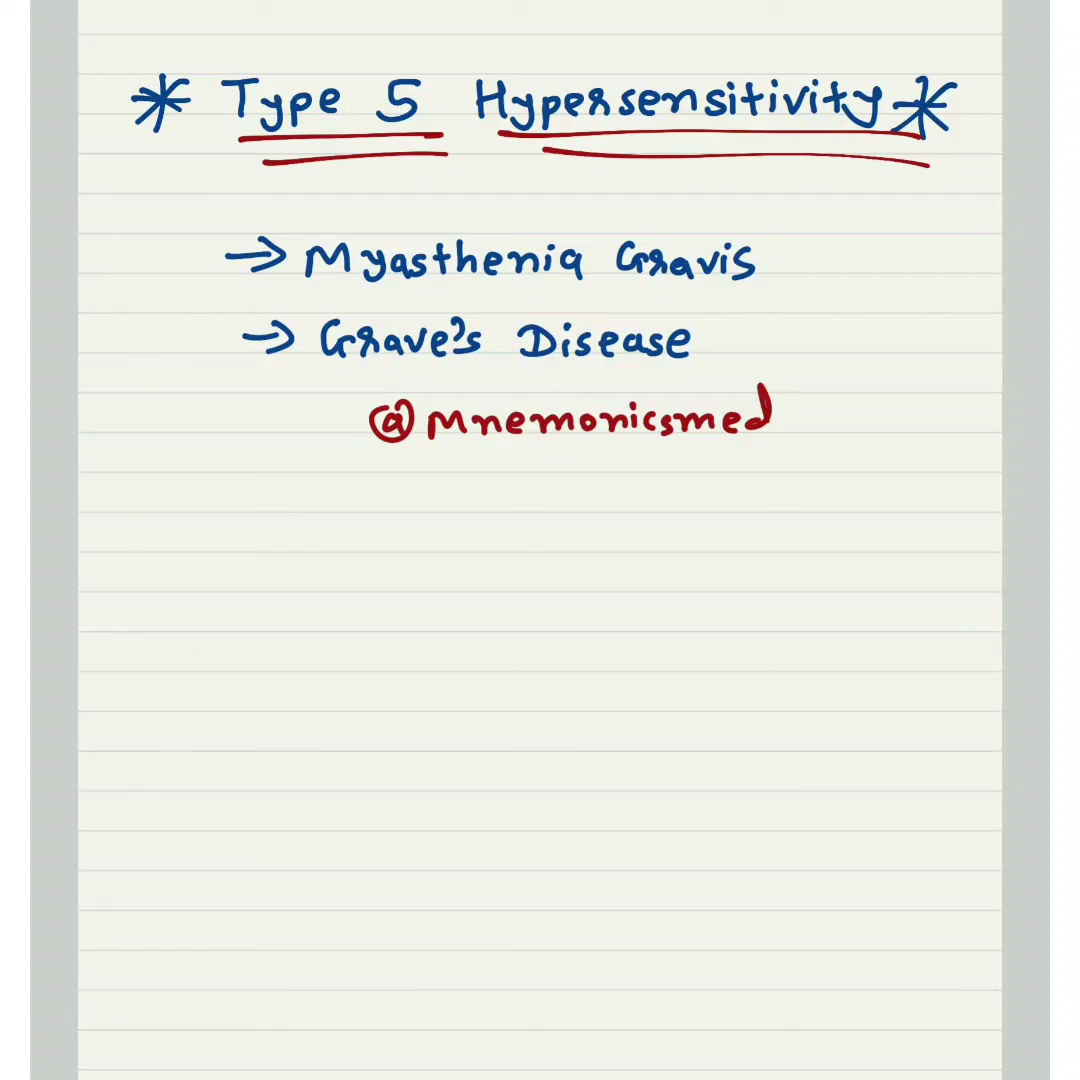 * Type 5 Hypersensitivity *
→ Myasthenia Gravis
→ Grave's Disease
@mnemonicsmed